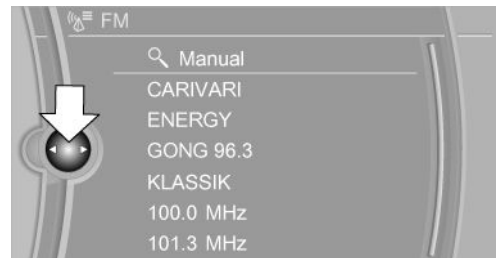 FM
Manual
CARIVARI
ENERGY
GONG 96.3
KLASSIK
100.0 MHz
101.3 MHz